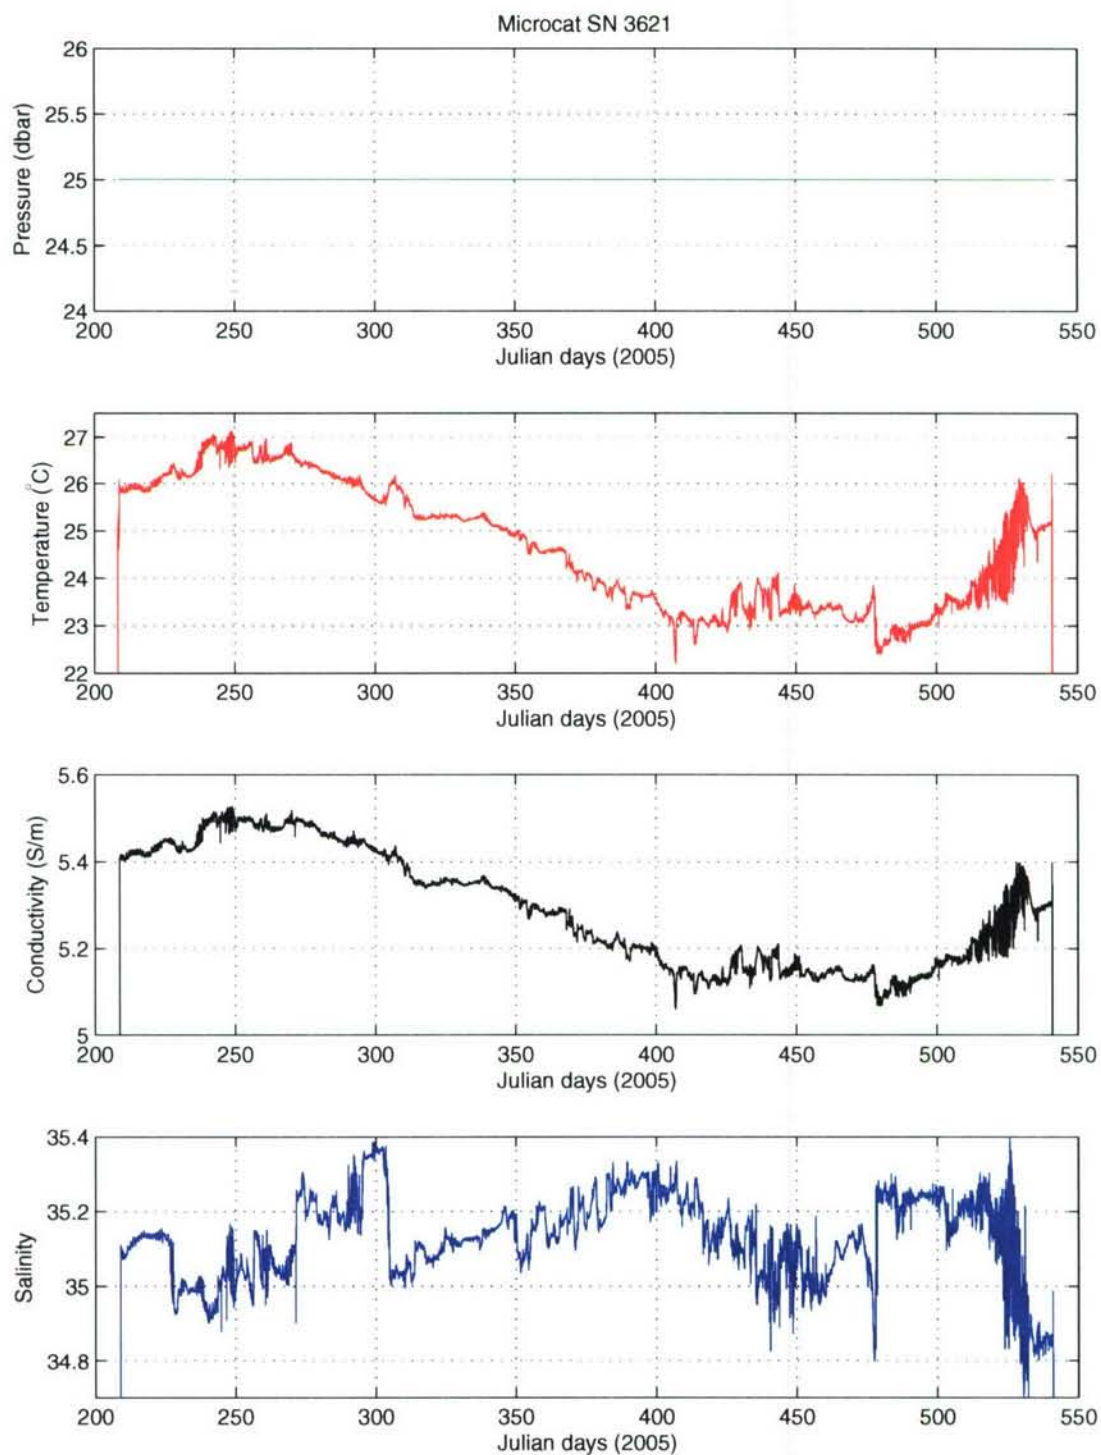 Microcat SN 3621
26
25.5
25
24.5
24
Pressure (dbar)
200 250 300 350 400 450 500 550
Julian days (2005)
27
26
25
24
23
22
Temperature (°C)
200 250 300 350 400 450 500 550
Julian days (2005)
5.6
5.4
5.2
5
Conductivity (S/m)
200 250 300 350 400 450 500 550
Julian days (2005)
35.4
35.2
35
34.8
Salinity
200 250 300 350 400 450 500 550
Julian days (2005)